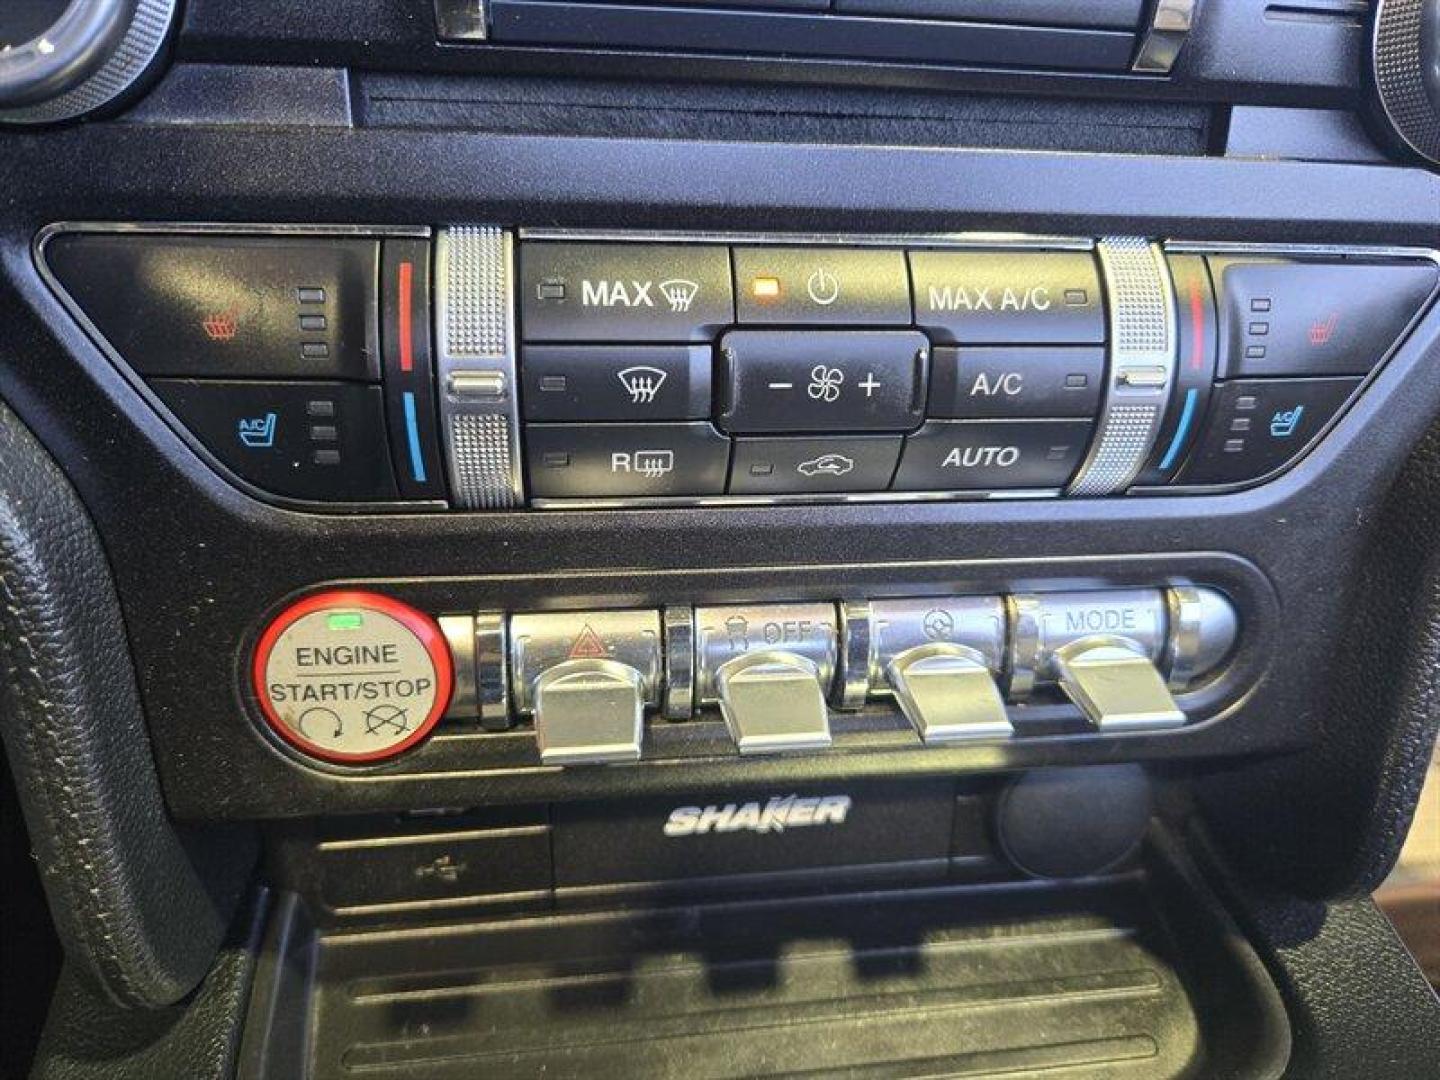 MAX
MAX A/C
A/C
- +
A/C
A/C
R
AUTO
ENGINE
START/STOP
OFF
MODE
SHAKER